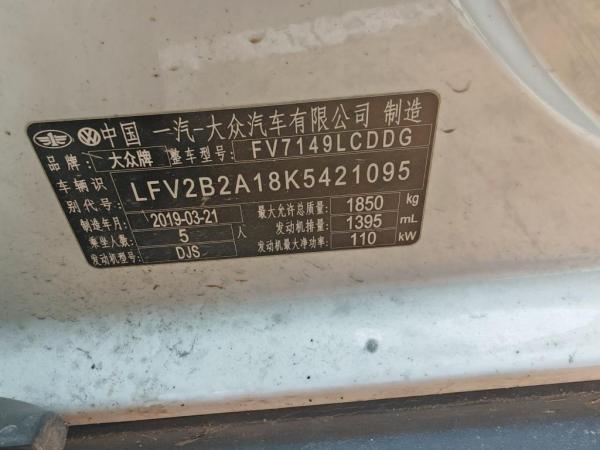 中国 一汽-大众汽车有限公司 制造
品牌: 大众牌 整车型号: FV7149LCDDG
车辆识别代号: LFV2B2A18K5421095
制造年月: 2019-03-21 最大允许总质量: 1850 kg
乘坐人数: 5 人 发动机排量: 1395 mL
发动机型号: DJS 发动机最大净功率: 110 kW